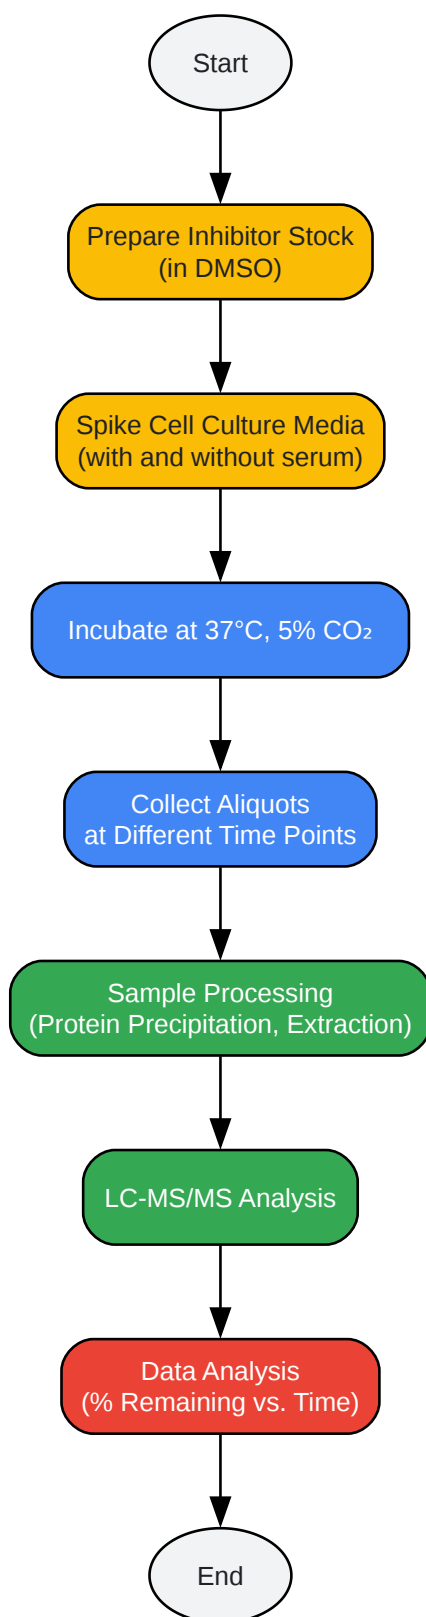 Start
Prepare Inhibitor Stock
(in DMSO)
Spike Cell Culture Media
(with and without serum)
Incubate at 37°C, 5% CO₂
Collect Aliquots
at Different Time Points
Sample Processing
(Protein Precipitation, Extraction)
LC-MS/MS Analysis
Data Analysis
(% Remaining vs. Time)
End